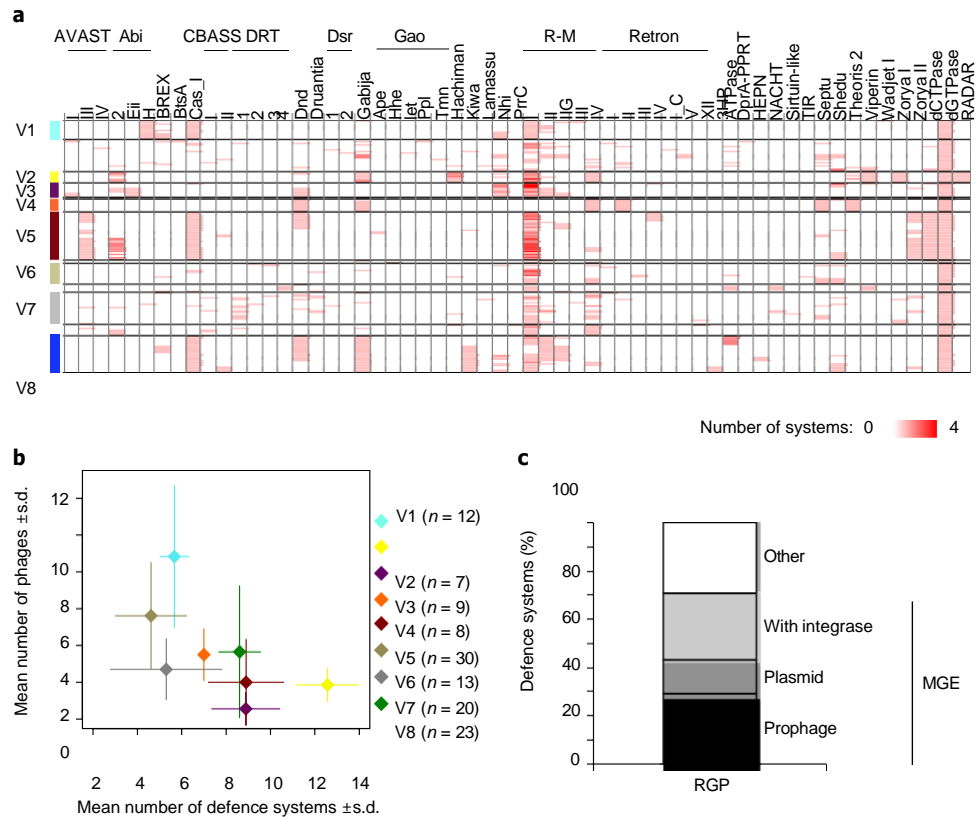 a
AVAST Abi CBASS DRT Dsr Gao R-M Retron
I III IV 2 Eii H BREX BtsA Cas_I I III 1 2 3 4 Dnd Druantia 1 2 Gabija Ape Hhe Iet Ppl Tmn Hachiman Kiwa Lamassu Nhi PrrC I II IIG III IV I II III IV I_C V XII 3HP ATPase DprA-PPRT HEPN NACHT Sirtuin-like TIR Septu Shedu Theoris 2 Viperin Wadjet I Zorya I Zorya II dCTPase dGTPase RADAR
V1
V2
V3
V4
V5
V6
V7
V8
Number of systems: 0 4
b
Mean number of phages ± s.d.
12
10
8
6
4
2
0
2 4 6 8 10 12 14
Mean number of defence systems ± s.d.
V1 (n = 12)
V2 (n = 7)
V3 (n = 9)
V4 (n = 8)
V5 (n = 30)
V6 (n = 13)
V7 (n = 20)
V8 (n = 23)
c
Defence systems (%)
100
80
60
40
20
0
Other
With integrase
Plasmid
Prophage
MGE
RGP